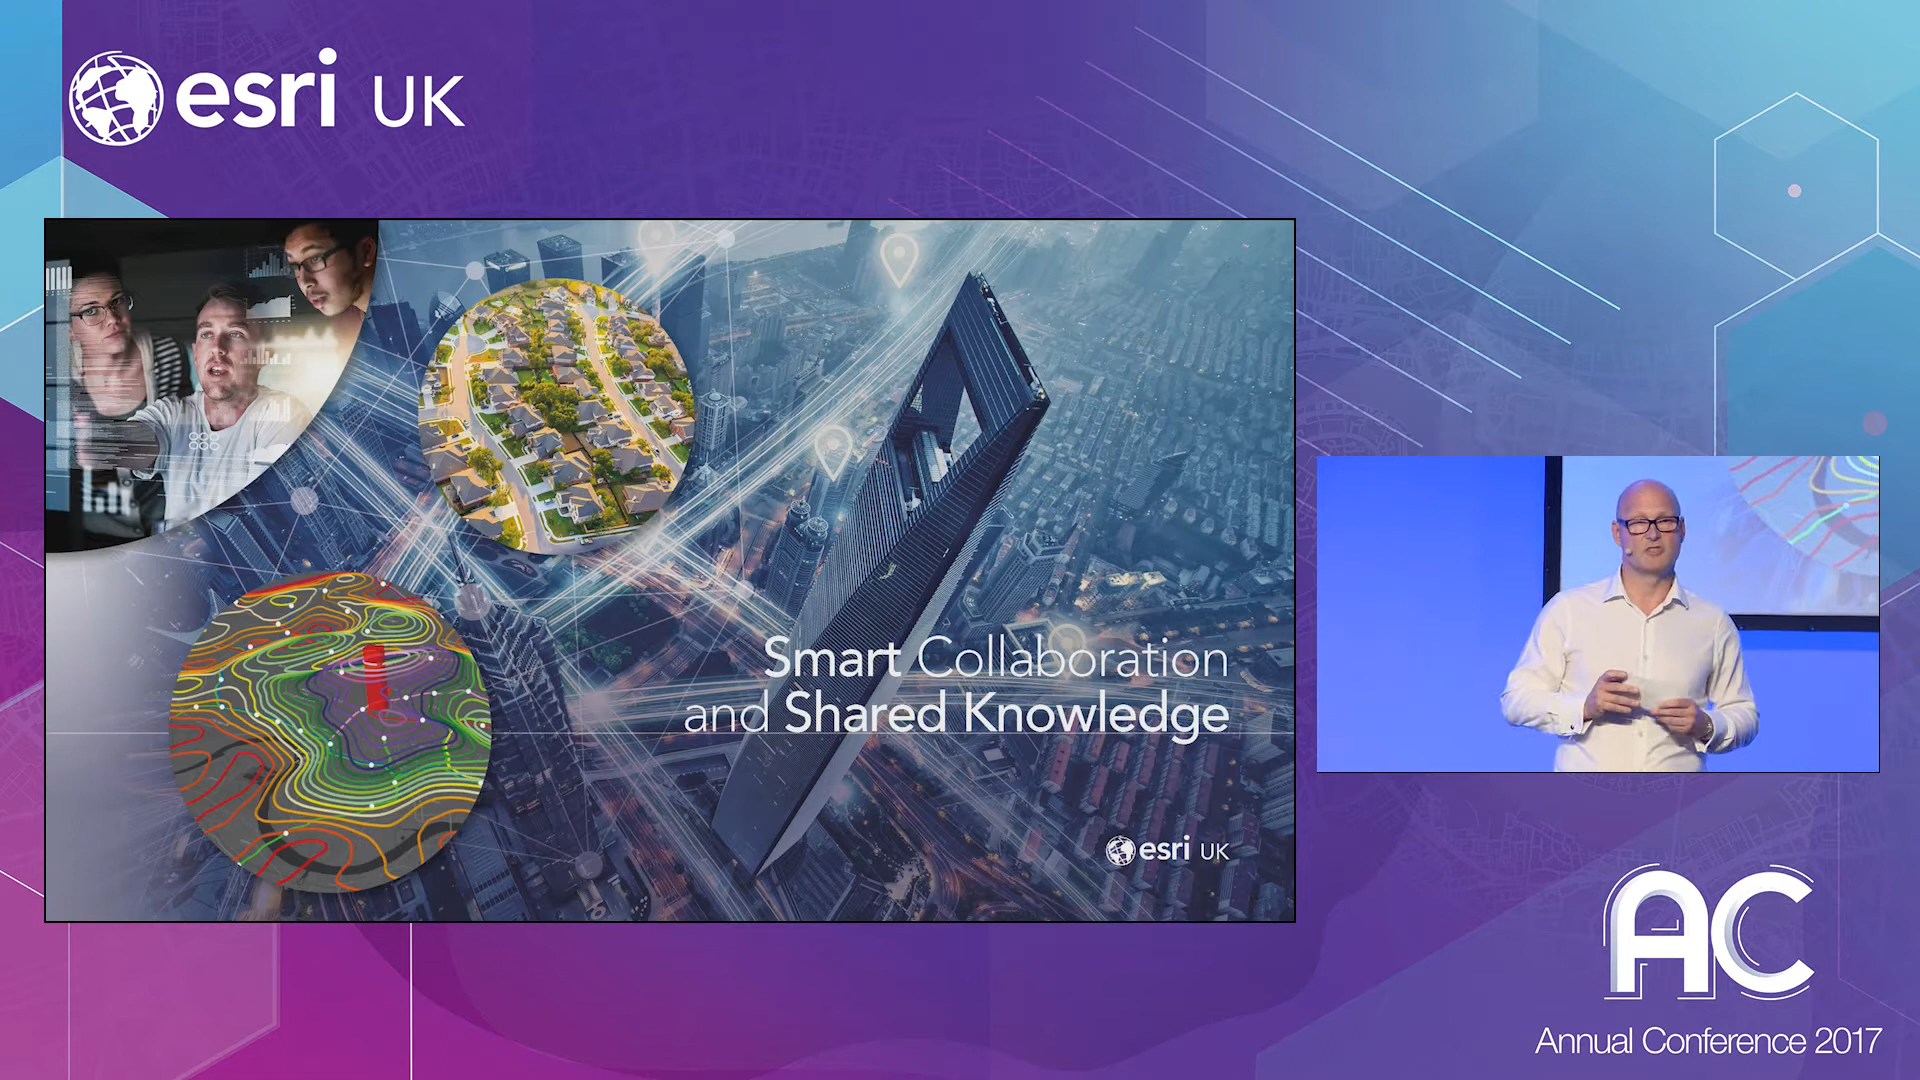 esri UK
Smart Collaboration
and Shared Knowledge
esri UK
AC
Annual Conference 2017